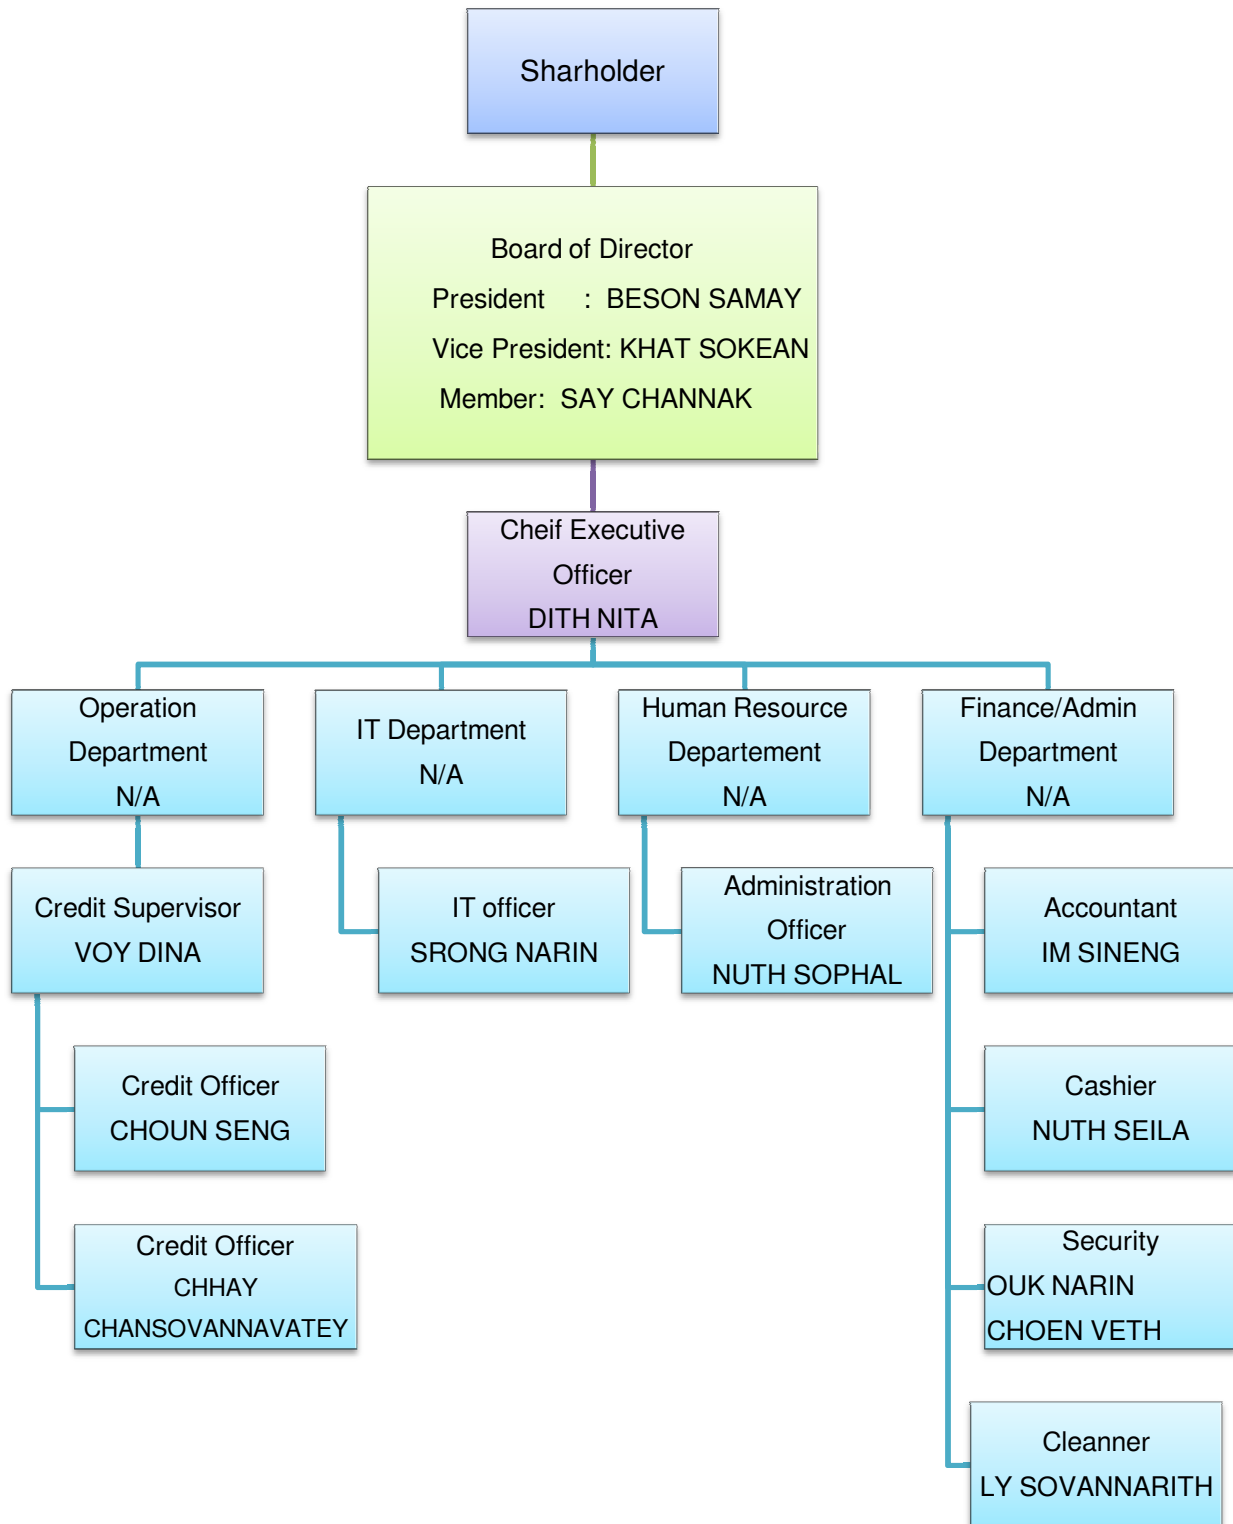 Sharholder
Board of Director
President : BESON SAMAY
Vice President: KHAT SOKEAN
Member: SAY CHANNAK
Cheif Executive
Officer
DITH NITA
Operation
Department
N/A
IT Department
N/A
Human Resource
Departement
N/A
Finance/Admin
Department
N/A
Credit Supervisor
VOY DINA
IT officer
SRONG NARIN
Administration
Officer
NUTH SOPHAL
Accountant
IM SINENG
Credit Officer
CHOUN SENG
Cashier
NUTH SEILA
Credit Officer
CHHAY
CHANSOVANNAVATEY
Security
OUK NARIN
CHOEN VETH
Cleanner
LY SOVANNARITH